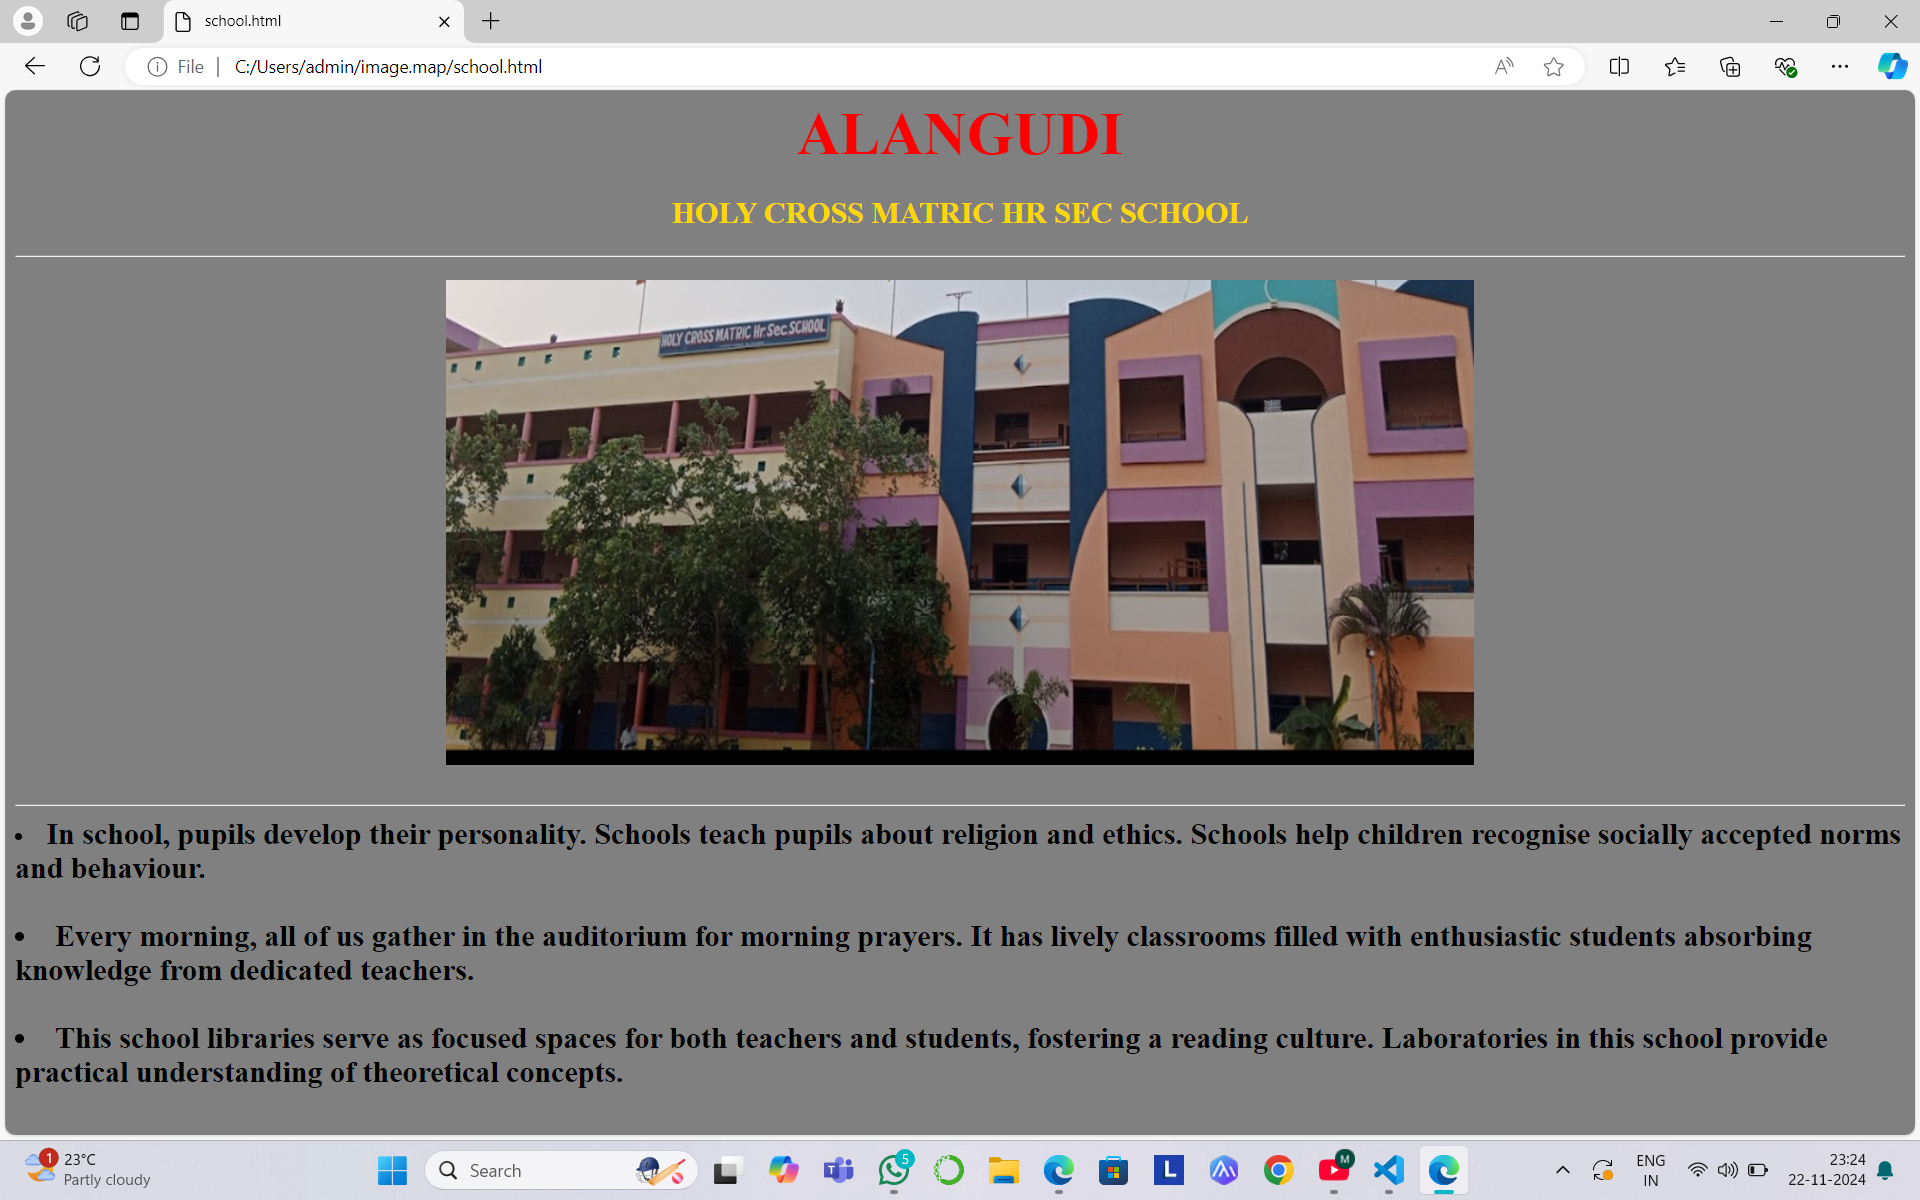 school.html
File
C:/Users/admin/image.map/school.html
ALANGUDI
HOLY CROSS MATRIC HR SEC SCHOOL
HOLY CROSS MATRIC Hr.Sec.SCHOOL
• In school, pupils develop their personality. Schools teach pupils about religion and ethics. Schools help children recognise socially accepted norms
and behaviour.
• Every morning, all of us gather in the auditorium for morning prayers. It has lively classrooms filled with enthusiastic students absorbing
knowledge from dedicated teachers.
• This school libraries serve as focused spaces for both teachers and students, fostering a reading culture. Laboratories in this school provide
practical understanding of theoretical concepts.
1
23°C
Partly cloudy
Search
5
L
M
ENG
IN
23:24
22-11-2024